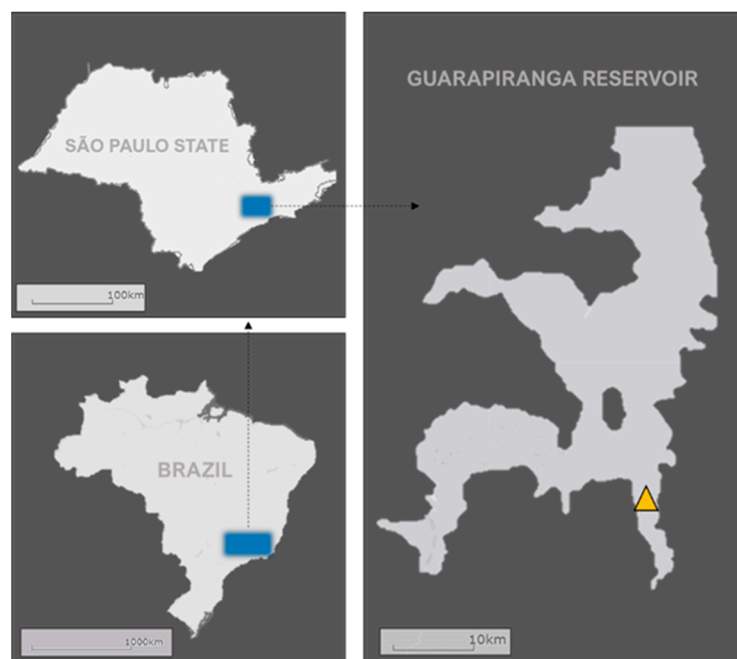 SÃO PAULO STATE
100km
BRAZIL
1000km
GUARAPIRANGA RESERVOIR
10km